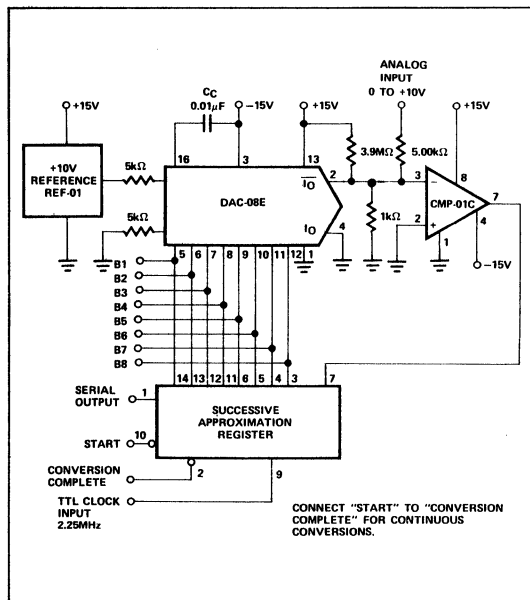 ANALOG
INPUT
0 TO +10V
+15V
CC
0.01µF
−15V
+15V
+15V
+10V
REFERENCE
REF-01
5kΩ
16
3
13
3.9MΩ
5.00kΩ
8
DAC-08E
IO
2
3
−
CMP-01C
7
5kΩ
IO
4
1kΩ
2
+
1
4
−15V
5 6 7 8 9 10 11 12 1
B1
B2
B3
B4
B5
B6
B7
B8
14 13 12 11 6 5 4 3
7
SERIAL
OUTPUT
1
SUCCESSIVE
APPROXIMATION
REGISTER
START
10
CONVERSION
COMPLETE
2
9
TTL CLOCK
INPUT
2.25MHz
CONNECT "START" TO "CONVERSION
COMPLETE" FOR CONTINUOUS
CONVERSIONS.